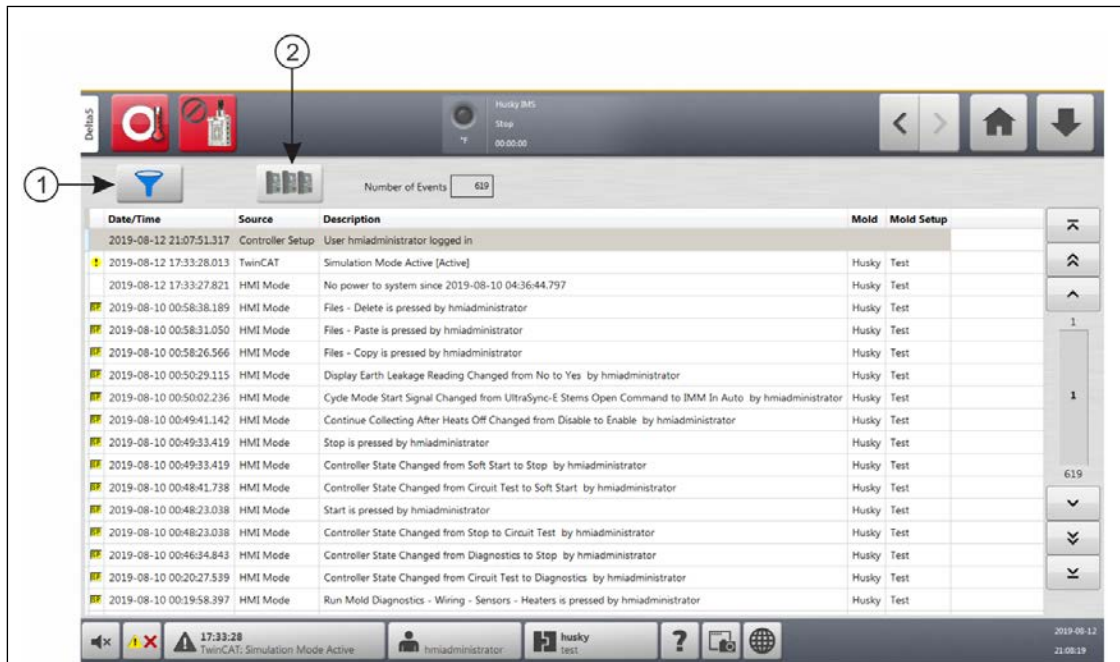 2
Delta5
Husky IMS
Stop
°F 00:00:00
1
Number of Events 619
Date/Time Source Description Mold Mold Setup
2019-08-12 21:07:51.317 Controller Setup User hmiadministrator logged in
2019-08-12 17:33:28.013 TwinCAT Simulation Mode Active [Active] Husky Test
2019-08-12 17:33:27.821 HMI Mode No power to system since 2019-08-10 04:36:44.797 Husky Test
2019-08-10 00:58:38.189 HMI Mode Files - Delete is pressed by hmiadministrator Husky Test
2019-08-10 00:58:31.050 HMI Mode Files - Paste is pressed by hmiadministrator Husky Test
2019-08-10 00:58:26.566 HMI Mode Files - Copy is pressed by hmiadministrator Husky Test
2019-08-10 00:50:29.115 HMI Mode Display Earth Leakage Reading Changed from No to Yes by hmiadministrator Husky Test
2019-08-10 00:50:02.236 HMI Mode Cycle Mode Start Signal Changed from UltraSync-E Stems Open Command to IMM In Auto by hmiadministrator Husky Test
2019-08-10 00:49:41.142 HMI Mode Continue Collecting After Heats Off Changed from Disable to Enable by hmiadministrator Husky Test
2019-08-10 00:49:33.419 HMI Mode Stop is pressed by hmiadministrator Husky Test
2019-08-10 00:49:33.419 HMI Mode Controller State Changed from Soft Start to Stop by hmiadministrator Husky Test
2019-08-10 00:48:41.738 HMI Mode Controller State Changed from Circuit Test to Soft Start by hmiadministrator Husky Test
2019-08-10 00:48:23.038 HMI Mode Start is pressed by hmiadministrator Husky Test
2019-08-10 00:48:23.038 HMI Mode Controller State Changed from Stop to Circuit Test by hmiadministrator Husky Test
2019-08-10 00:46:34.843 HMI Mode Controller State Changed from Diagnostics to Stop by hmiadministrator Husky Test
2019-08-10 00:20:27.539 HMI Mode Controller State Changed from Circuit Test to Diagnostics by hmiadministrator Husky Test
2019-08-10 00:19:58.397 HMI Mode Run Mold Diagnostics - Wiring - Sensors - Heaters is pressed by hmiadministrator Husky Test
1
1
619
17:33:28
TwinCAT: Simulation Mode Active
hmiadministrator
husky
test
?
2019-08-12
21:08:19